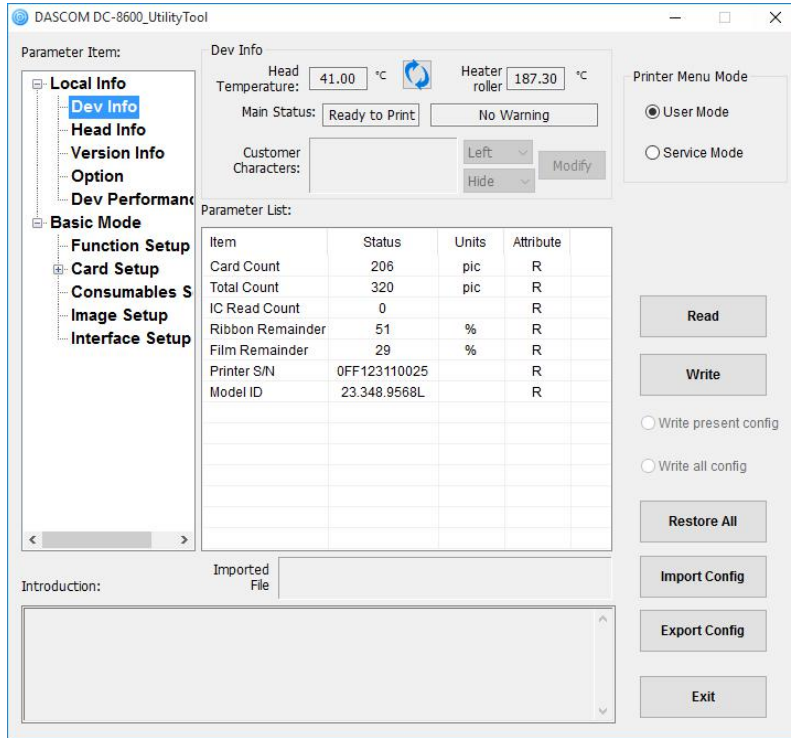 DASCOM DC-8600_UtilityTool
Parameter Item:
Local Info
Dev Info
Head Info
Version Info
Option
Dev Performanc
Basic Mode
Function Setup
Card Setup
Consumables S
Image Setup
Interface Setup
Dev Info
Head Temperature: 41.00 °C Heater roller 187.30 °C
Main Status: Ready to Print No Warning
Customer Characters: Left Hide Modify
Parameter List:
Item Status Units Attribute
Card Count 206 pic R
Total Count 320 pic R
IC Read Count 0 R
Ribbon Remainder 51 % R
Film Remainder 29 % R
Printer S/N 0FF123110025 R
Model ID 23.348.9568L R
Imported File
Introduction:
Printer Menu Mode
User Mode
Service Mode
Read
Write
Write present config
Write all config
Restore All
Import Config
Export Config
Exit